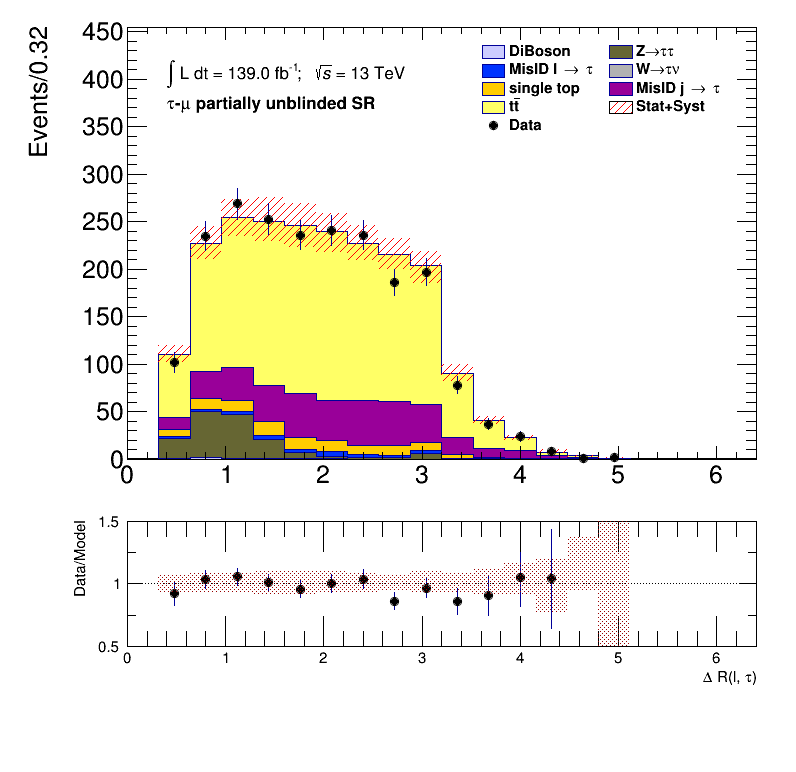 Events/0.32
450
400
350
300
250
200
150
100
50
0
∫ L dt = 139.0 fb⁻¹; √s = 13 TeV
τ-μ partially unblinded SR
DiBoson
MisID l → τ
single top
tt̄
Data
Z→ττ
W→τν
MisID j → τ
Stat+Syst
0 1 2 3 4 5 6
Data/Model
1.5
1
0.5
0 1 2 3 4 5 6
Δ R(l, τ)